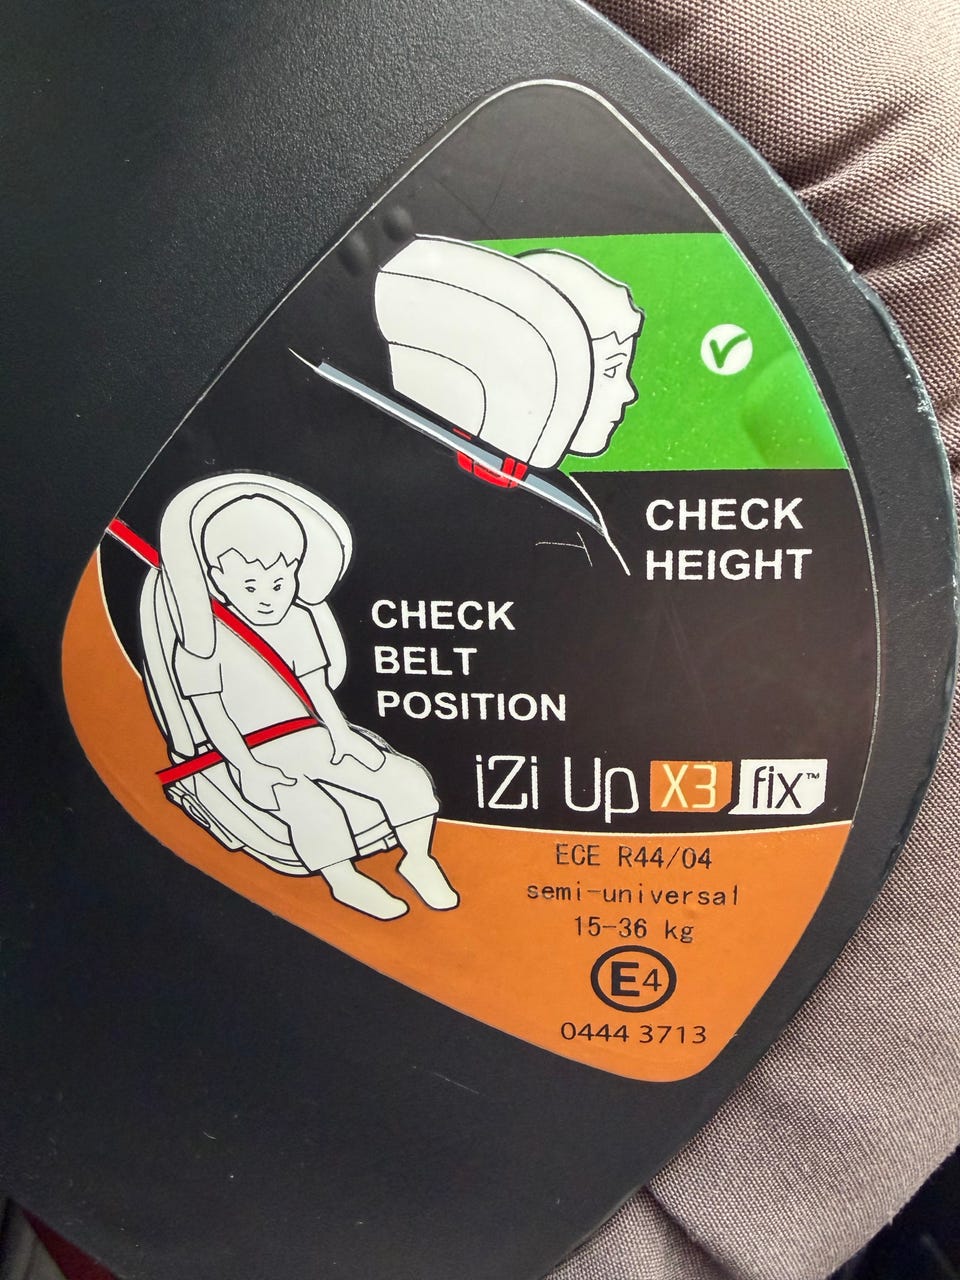 CHECK
HEIGHT
CHECK
BELT
POSITION
iZi Up X3 fix™
ECE R44/04
semi-universal
15-36 kg
E4
0444 3713